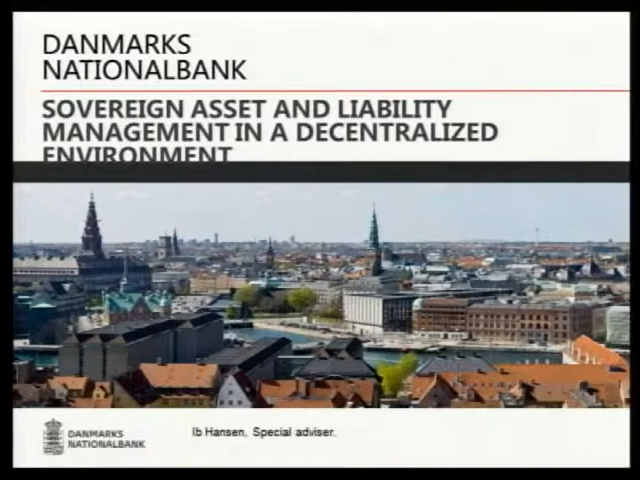 DANMARKS
NATIONALBANK
SOVEREIGN ASSET AND LIABILITY
MANAGEMENT IN A DECENTRALIZED
ENVIRONMENT
DANMARKS
NATIONALBANK
Ib Hansen, Special adviser.